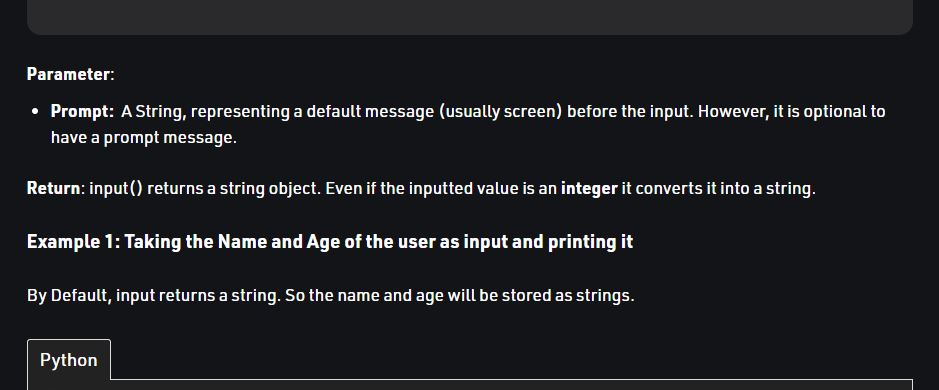 Parameter:
• Prompt: A String, representing a default message (usually screen) before the input. However, it is optional to
have a prompt message.
Return: input() returns a string object. Even if the inputted value is an integer it converts it into a string.
Example 1: Taking the Name and Age of the user as input and printing it
By Default, input returns a string. So the name and age will be stored as strings.
Python